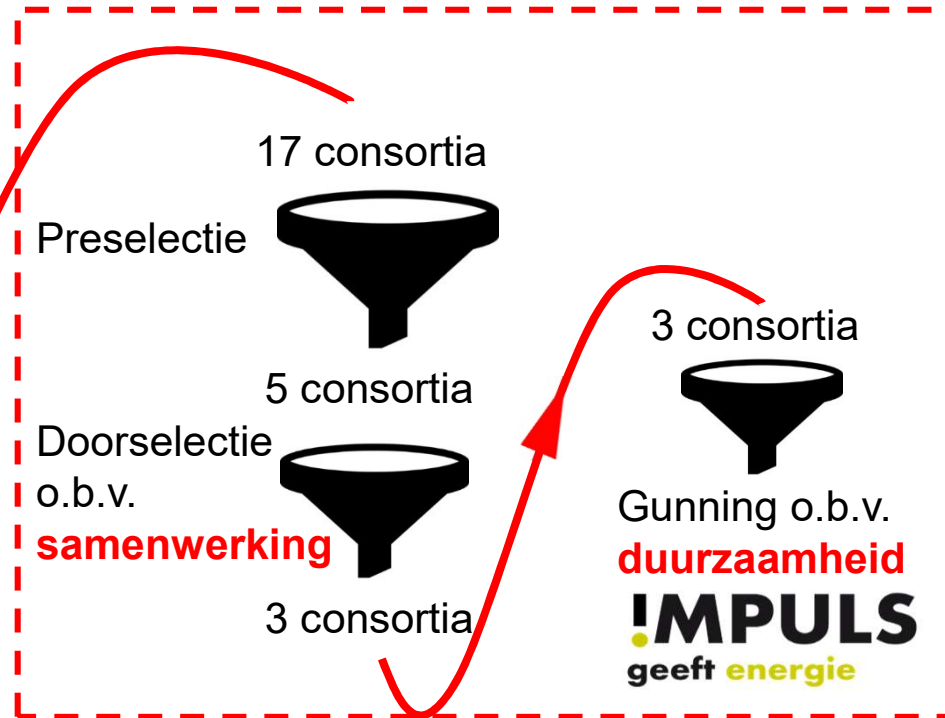 17 consortia
Preselectie
5 consortia
Doorselectie
o.b.v.
samenwerking
3 consortia
3 consortia
Gunning o.b.v.
duurzaamheid
!MPULS
geeft energie